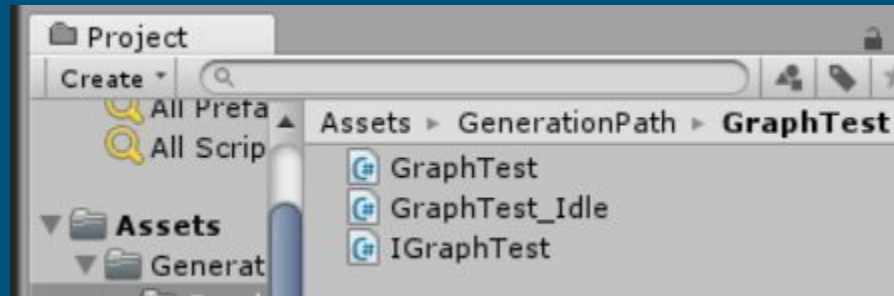 Project
Create
All Prefa
All Scrip
Assets
Generat
Assets ▸ GenerationPath ▸ GraphTest
GraphTest
GraphTest_Idle
IGraphTest